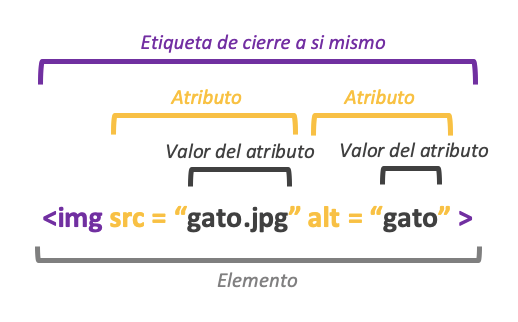 Etiqueta de cierre a si mismo
Atributo Atributo
Valor del atributo Valor del atributo
<img src = “gato.jpg” alt = “gato” >
Elemento